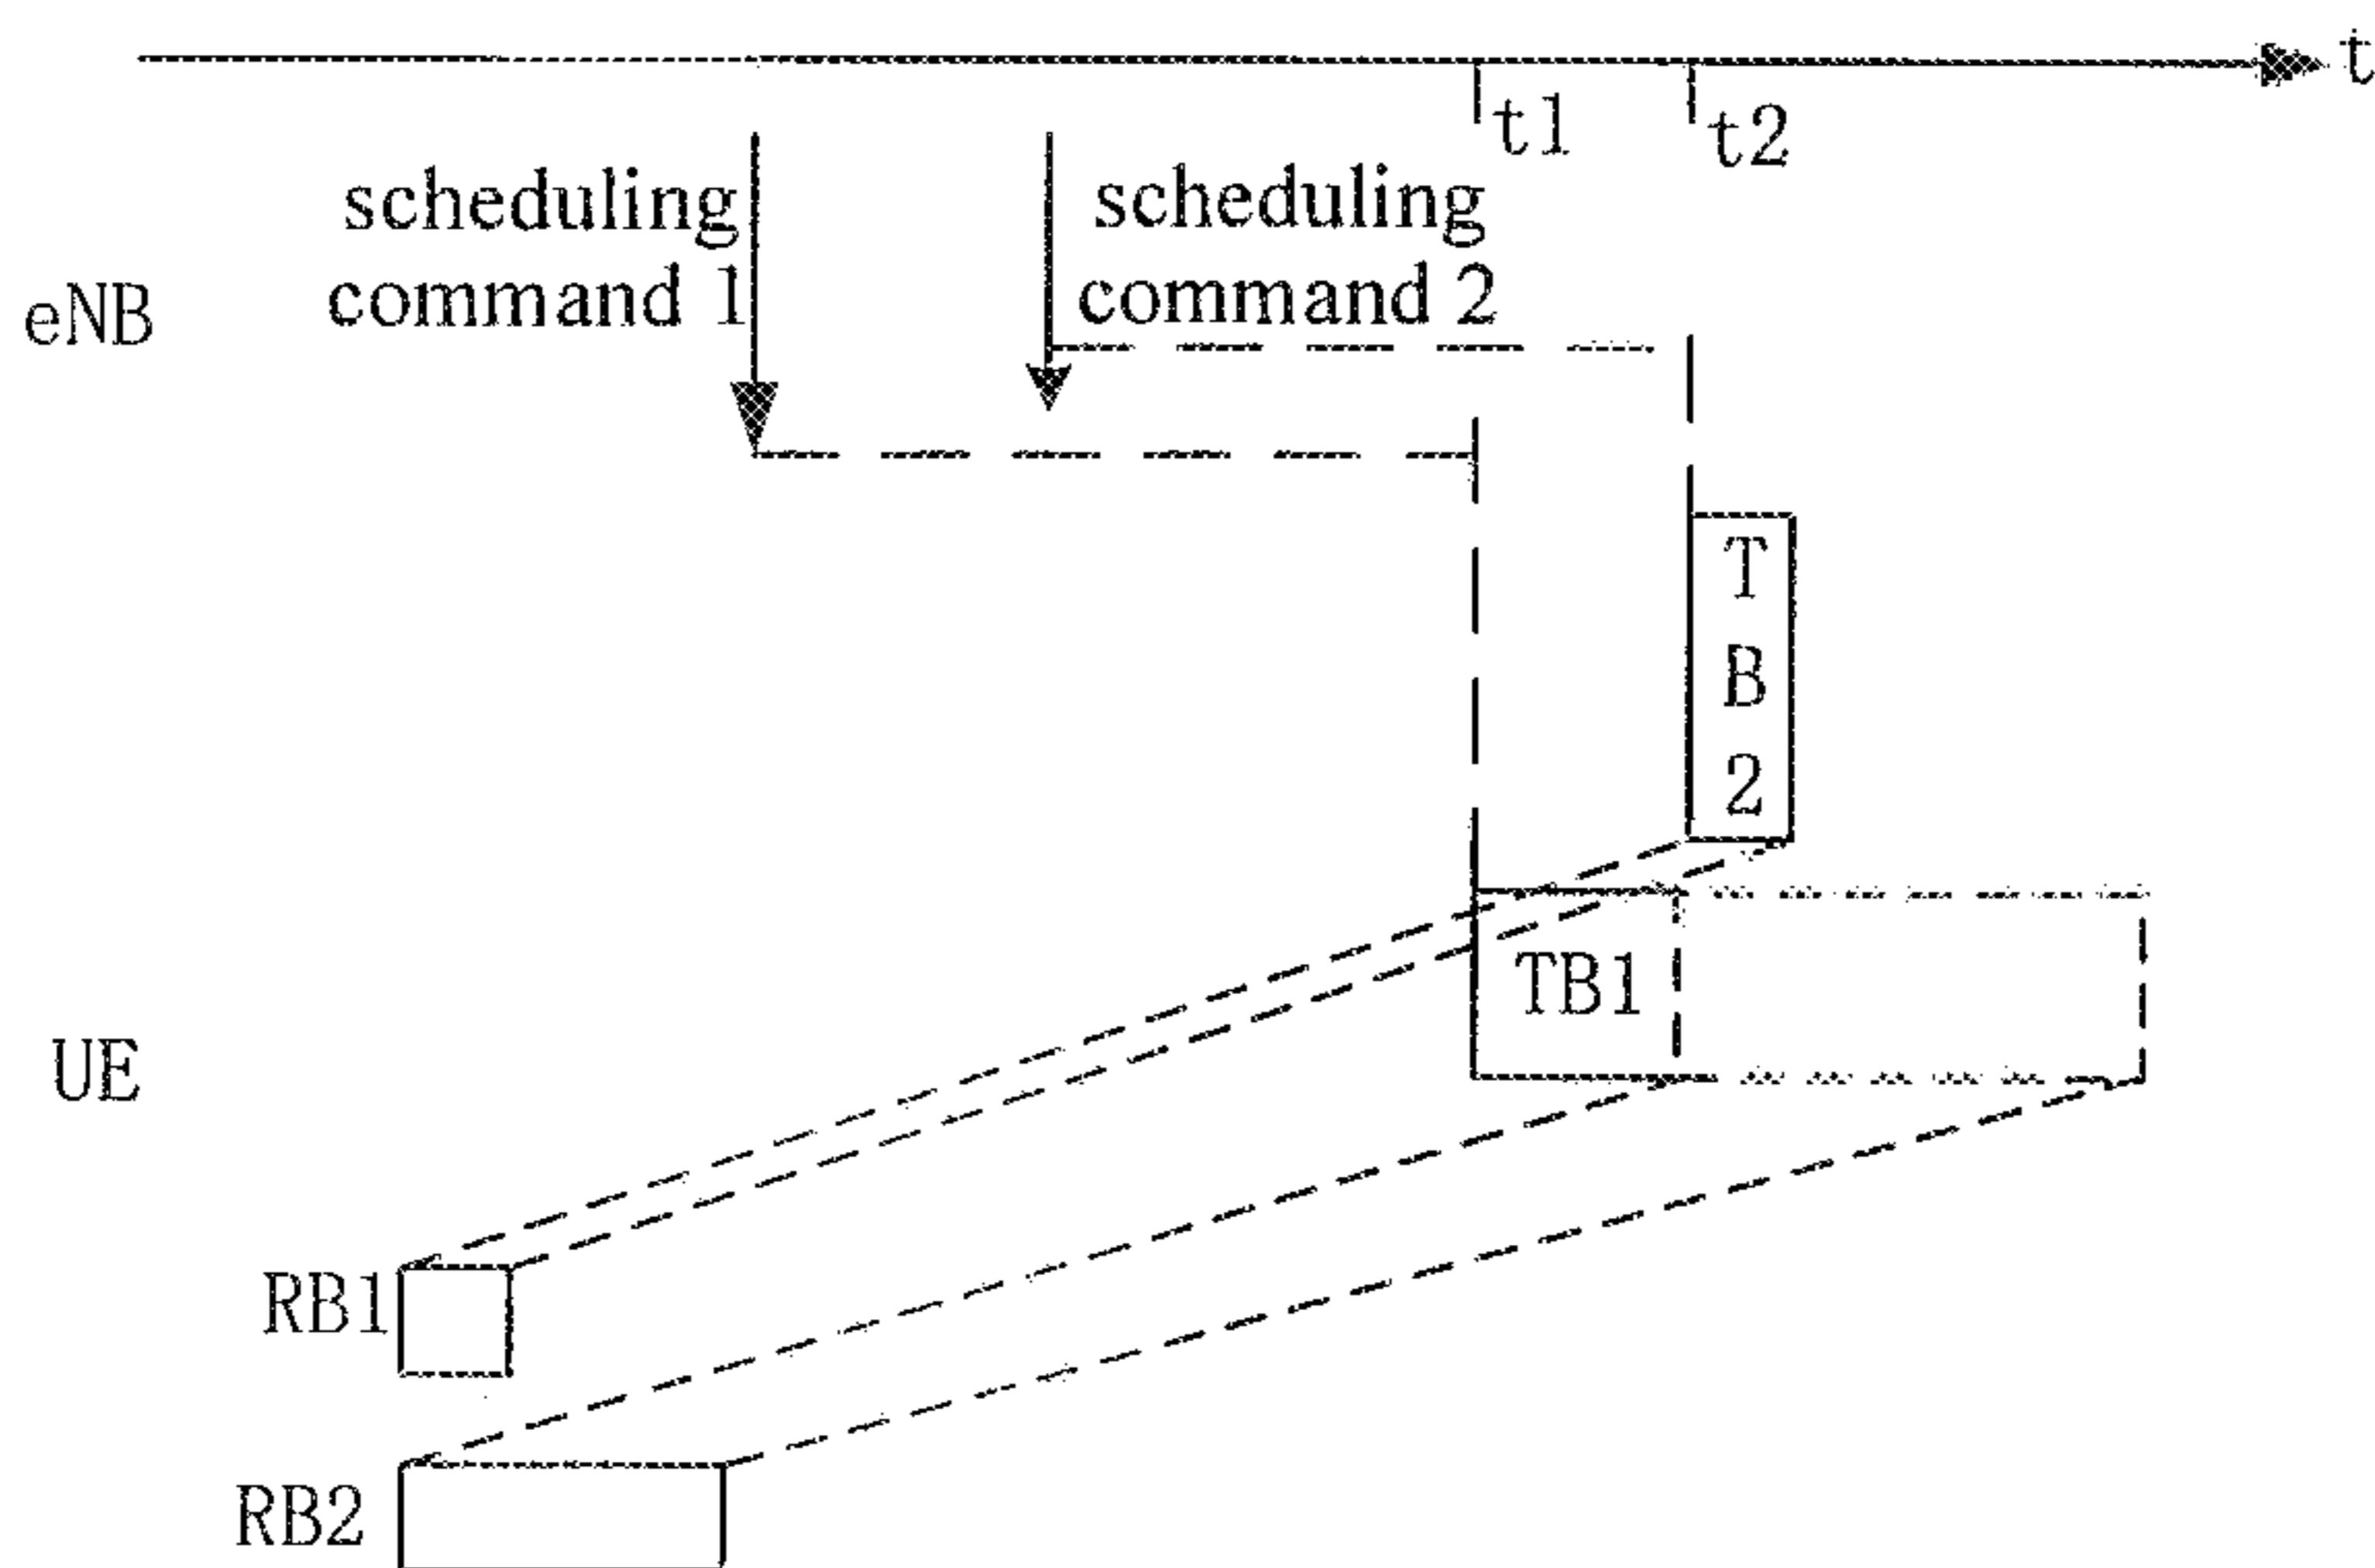 t
t1
t2
scheduling
command 1
scheduling
command 2
eNB
T
B
2
TB1
UE
RB1
RB2